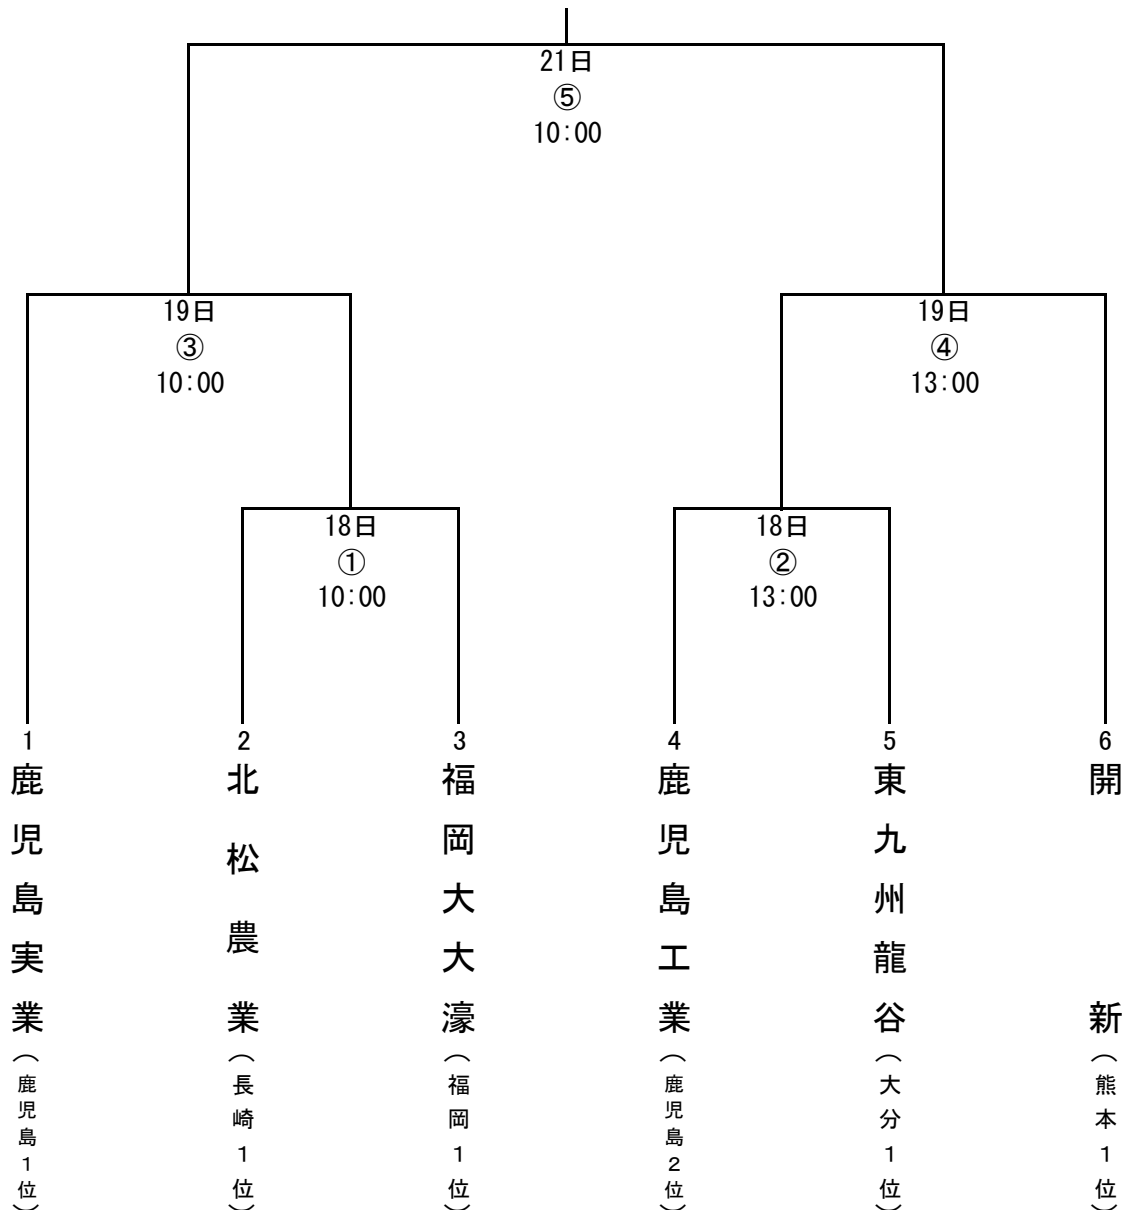 21日
⑤
10:00
19日
③
10:00
19日
④
13:00
18日
①
10:00
18日
②
13:00
1
鹿児島実業(鹿児島1位)
2
北松農業(長崎1位)
3
福岡大大濠(福岡1位)
4
鹿児島工業(鹿児島2位)
5
東九州龍谷(大分1位)
6
開新(熊本1位)